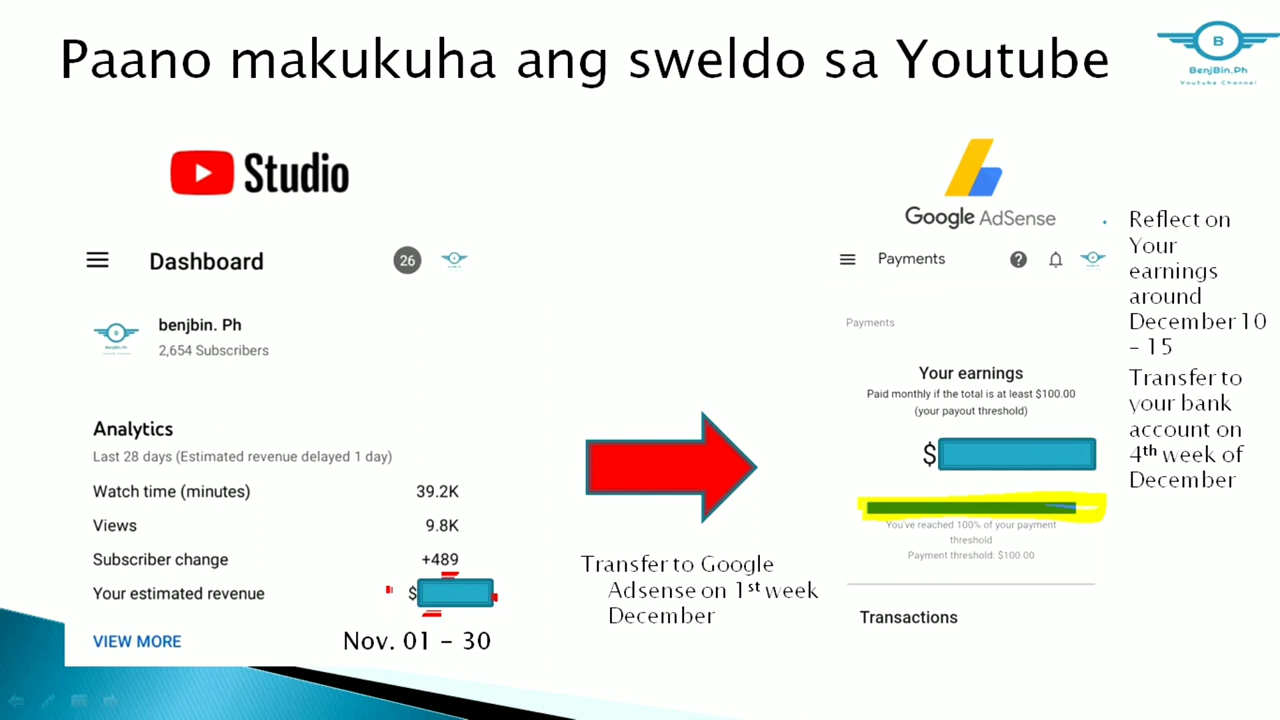 Paano makukuha ang sweldo sa Youtube
B
BenjBin.Ph
Youtube Channel
Studio
Dashboard
26
benjbin. Ph
2,654 Subscribers
Analytics
Last 28 days (Estimated revenue delayed 1 day)
Watch time (minutes) 39.2K
Views 9.8K
Subscriber change +489
Your estimated revenue $
VIEW MORE
Nov. 01 – 30
Transfer to Google
Adsense on 1st week
December
Google AdSense
Payments
Payments
Your earnings
Paid monthly if the total is at least $100.00
(your payout threshold)
$
You've reached 100% of your payment
threshold
Payment threshold: $100.00
Transactions
Reflect on
Your
earnings
around
December 10
– 15
Transfer to
your bank
account on
4th week of
December